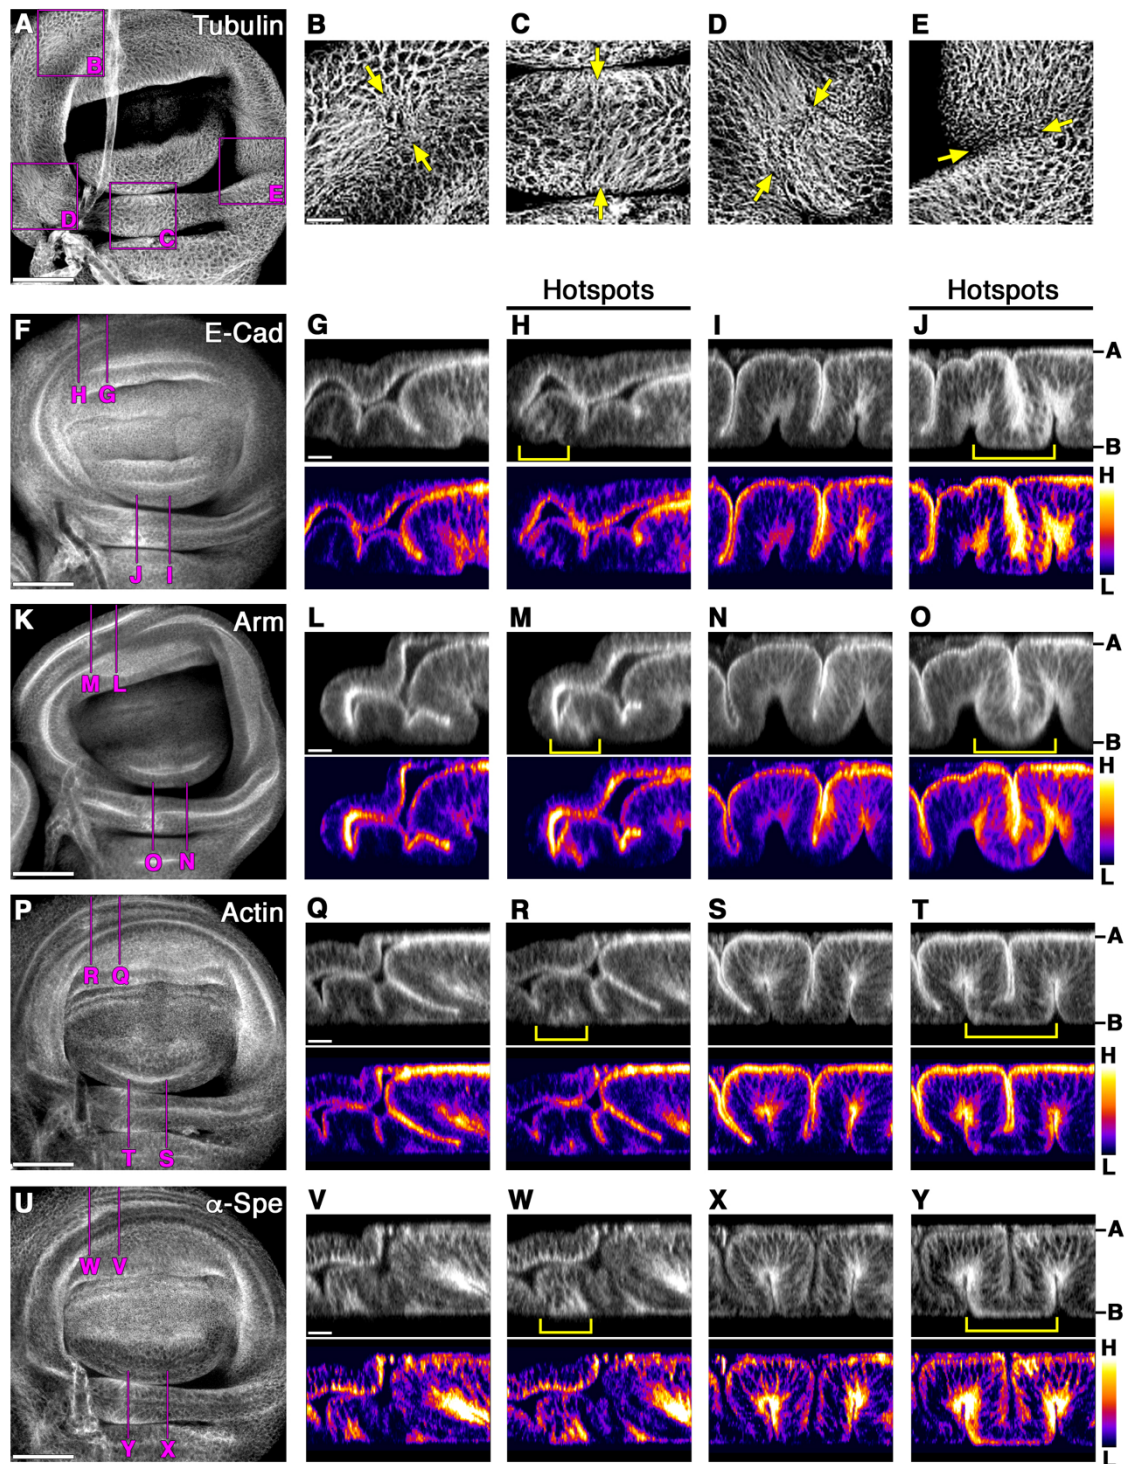 A Tubulin B C D E
B
E
D
C
Hotspots Hotspots
F E-Cad G H I J
A
H G
B
H
J I
L
K Arm L M N O
A
M L
B
H
O N
L
P Actin Q R S T
A
R Q
B
H
T S
L
U α-Spe V W X Y
A
W V
B
H
Y X
L